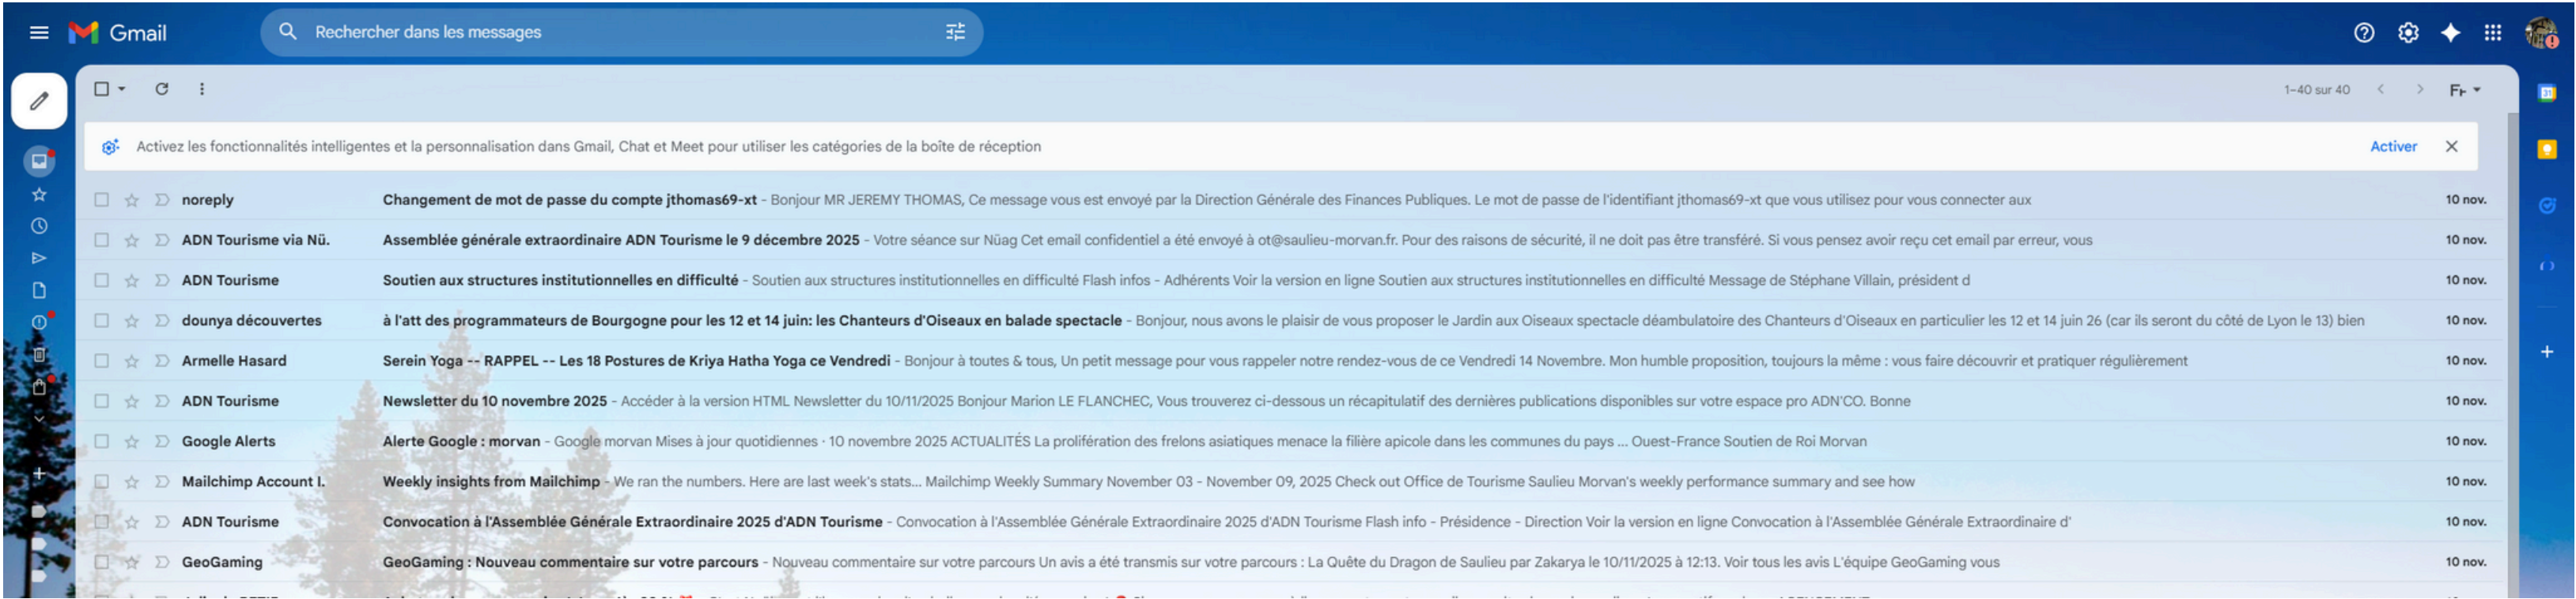 Gmail
Rechercher dans les messages
1–40 sur 40
Activez les fonctionnalités intelligentes et la personnalisation dans Gmail, Chat et Meet pour utiliser les catégories de la boîte de réception Activer
noreply Changement de mot de passe du compte jthomas69-xt - Bonjour MR JEREMY THOMAS, Ce message vous est envoyé par la Direction Générale des Finances Publiques. Le mot de passe de l'identifiant jthomas69-xt que vous utilisez pour vous connecter aux 10 nov.
ADN Tourisme via Nü. Assemblée générale extraordinaire ADN Tourisme le 9 décembre 2025 - Votre séance sur Nüag Cet email confidentiel a été envoyé à ot@saulieu-morvan.fr. Pour des raisons de sécurité, il ne doit pas être transféré. Si vous pensez avoir reçu cet email par erreur, vous 10 nov.
ADN Tourisme Soutien aux structures institutionnelles en difficulté - Soutien aux structures institutionnelles en difficulté Flash infos - Adhérents Voir la version en ligne Soutien aux structures institutionnelles en difficulté Message de Stéphane Villain, président d 10 nov.
dounya découvertes à l'att des programmateurs de Bourgogne pour les 12 et 14 juin: les Chanteurs d'Oiseaux en balade spectacle - Bonjour, nous avons le plaisir de vous proposer le Jardin aux Oiseaux spectacle déambulatoire des Chanteurs d'Oiseaux en particulier les 12 et 14 juin 26 (car ils seront du côté de Lyon le 13) bien 10 nov.
Armelle Hasard Serein Yoga -- RAPPEL -- Les 18 Postures de Kriya Hatha Yoga ce Vendredi - Bonjour à toutes & tous, Un petit message pour vous rappeler notre rendez-vous de ce Vendredi 14 Novembre. Mon humble proposition, toujours la même : vous faire découvrir et pratiquer régulièrement 10 nov.
ADN Tourisme Newsletter du 10 novembre 2025 - Accéder à la version HTML Newsletter du 10/11/2025 Bonjour Marion LE FLANCHEC, Vous trouverez ci-dessous un récapitulatif des dernières publications disponibles sur votre espace pro ADN'CO. Bonne 10 nov.
Google Alerts Alerte Google : morvan - Google morvan Mises à jour quotidiennes · 10 novembre 2025 ACTUALITÉS La prolifération des frelons asiatiques menace la filière apicole dans les communes du pays ... Ouest-France Soutien de Roi Morvan 10 nov.
Mailchimp Account I. Weekly insights from Mailchimp - We ran the numbers. Here are last week's stats... Mailchimp Weekly Summary November 03 - November 09, 2025 Check out Office de Tourisme Saulieu Morvan's weekly performance summary and see how 10 nov.
ADN Tourisme Convocation à l'Assemblée Générale Extraordinaire 2025 d'ADN Tourisme - Convocation à l'Assemblée Générale Extraordinaire 2025 d'ADN Tourisme Flash info - Présidence - Direction Voir la version en ligne Convocation à l'Assemblée Générale Extraordinaire d' 10 nov.
GeoGaming GeoGaming : Nouveau commentaire sur votre parcours - Nouveau commentaire sur votre parcours Un avis a été transmis sur votre parcours : La Quête du Dragon de Saulieu par Zakarya le 10/11/2025 à 12:13. Voir tous les avis L'équipe GeoGaming vous 10 nov.